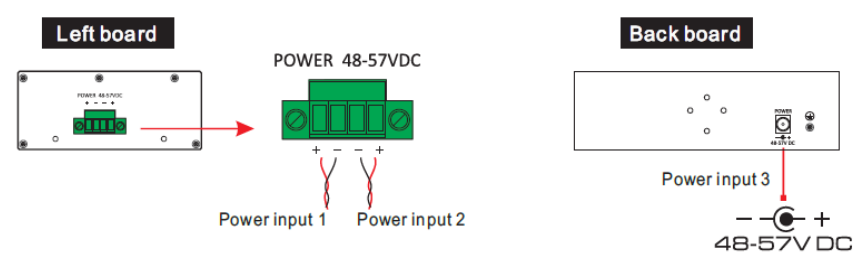 Left board
POWER 48-57VDC
+ - - +
POWER 48-57VDC
+ - - +
Power input 1
Power input 2
Back board
POWER
48-57V DC
Power input 3
- +
48-57V DC